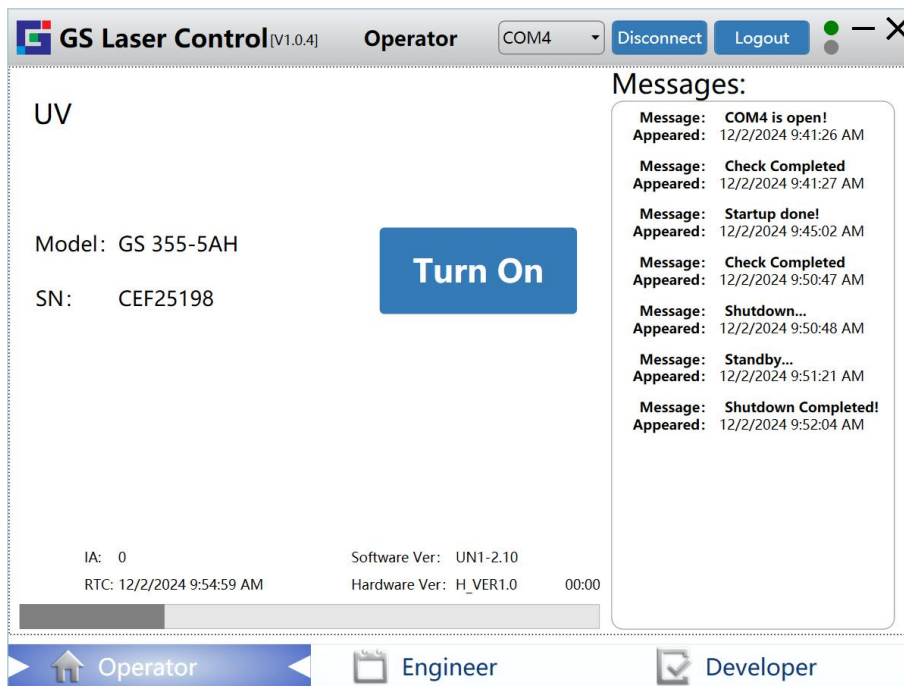 GS Laser Control [V1.0.4] Operator COM4 Disconnect Logout
UV
Model: GS 355-5AH
SN: CEF25198
Turn On
IA: 0
Software Ver: UN1-2.10
RTC: 12/2/2024 9:54:59 AM
Hardware Ver: H_VER1.0
00:00
Messages:
Message: COM4 is open!
Appeared: 12/2/2024 9:41:26 AM
Message: Check Completed
Appeared: 12/2/2024 9:41:27 AM
Message: Startup done!
Appeared: 12/2/2024 9:45:02 AM
Message: Check Completed
Appeared: 12/2/2024 9:50:47 AM
Message: Shutdown...
Appeared: 12/2/2024 9:50:48 AM
Message: Standby...
Appeared: 12/2/2024 9:51:21 AM
Message: Shutdown Completed!
Appeared: 12/2/2024 9:52:04 AM
Operator Engineer Developer